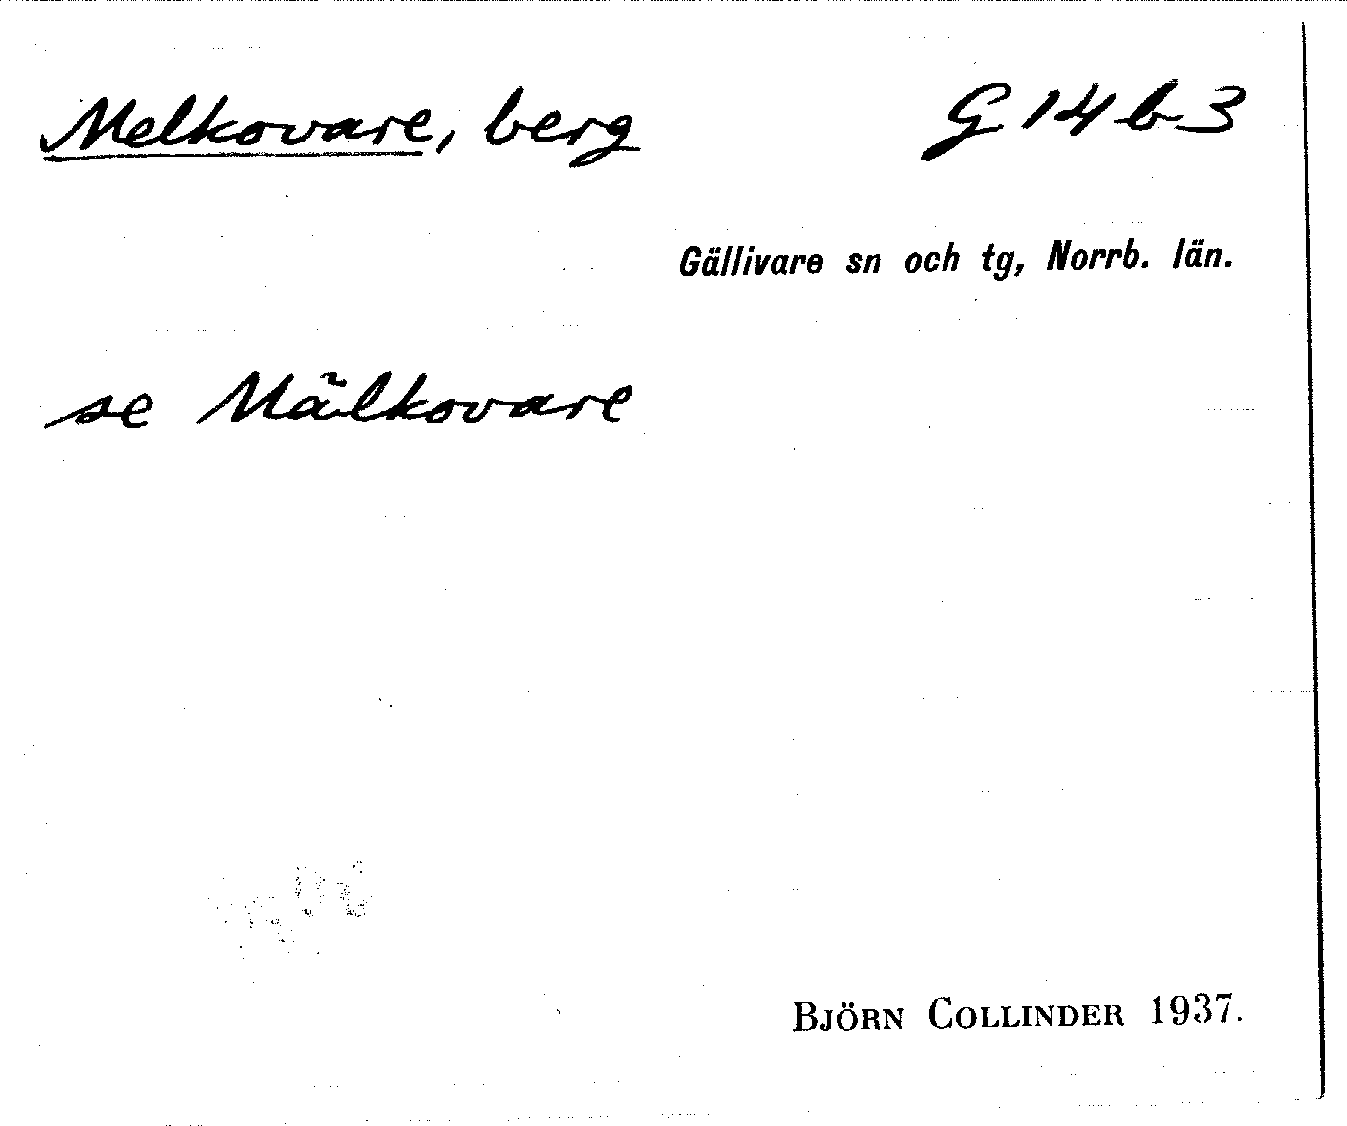 Melkovare, berg G 14 b 3
Gällivare sn och tg, Norrb. län.
se Mälkovare
BJÖRN COLLINDER 1937.